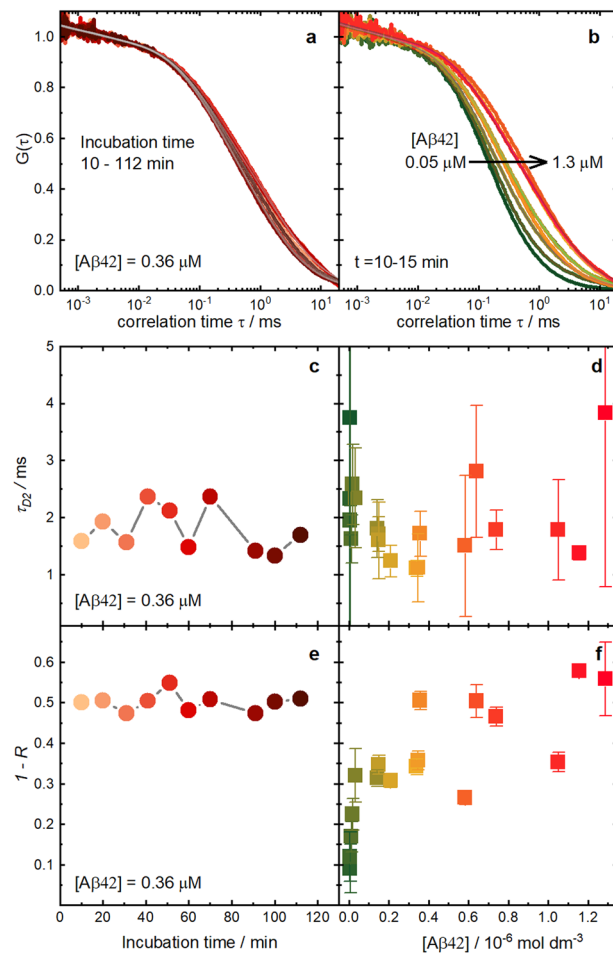 a
b
1.0
0.8
0.6
0.4
0.2
0.0
G(τ)
Incubation time
10 - 112 min
[Aβ42] = 0.36 μM
[Aβ42]
0.05 μM
1.3 μM
t =10-15 min
10⁻³ 10⁻² 10⁻¹ 10⁰ 10¹
10⁻³ 10⁻² 10⁻¹ 10⁰ 10¹
correlation time τ / ms
correlation time τ / ms
c
d
5
4
3
2
1
τD2 / ms
[Aβ42] = 0.36 μM
e
f
0.6
0.5
0.4
0.3
0.2
0.1
1 - R
[Aβ42] = 0.36 μM
0 20 40 60 80 100 120
0.0 0.2 0.4 0.6 0.8 1.0 1.2
Incubation time / min
[Aβ42] / 10⁻⁶ mol dm⁻³